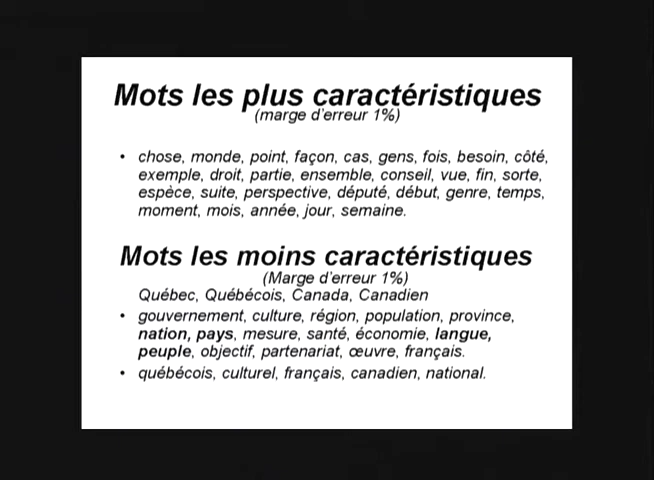 Mots les plus caractéristiques
(marge d'erreur 1%)
• chose, monde, point, façon, cas, gens, fois, besoin, côté,
exemple, droit, partie, ensemble, conseil, vue, fin, sorte,
espèce, suite, perspective, député, début, genre, temps,
moment, mois, année, jour, semaine.
Mots les moins caractéristiques
(Marge d'erreur 1%)
Québec, Québécois, Canada, Canadien
• gouvernement, culture, région, population, province,
nation, pays, mesure, santé, économie, langue,
peuple, objectif, partenariat, œuvre, français.
• québécois, culturel, français, canadien, national.